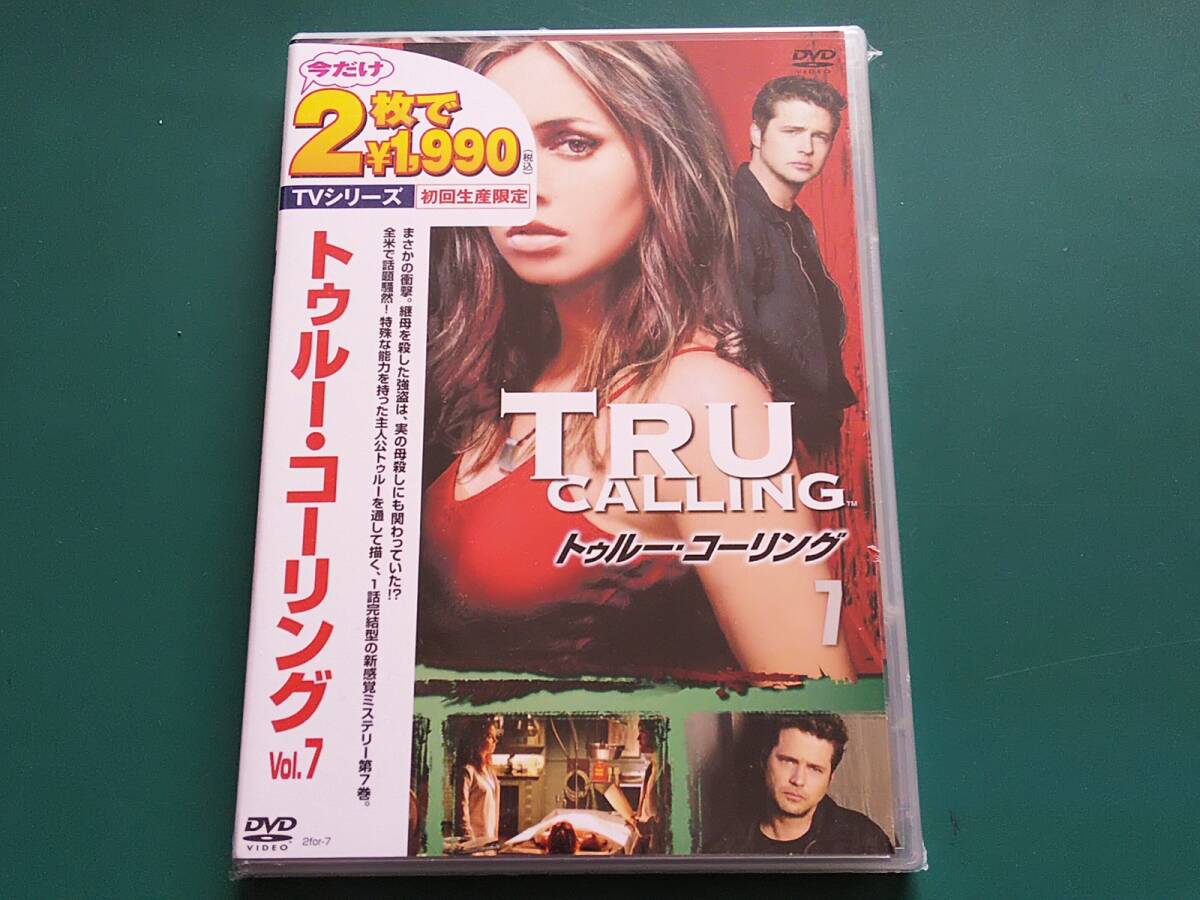 今だけ
2枚で
¥1,990
(税込)
TVシリーズ
初回生産限定
トゥルー・コーリング
Vol.7
まさかの衝撃。継母を殺した強盗は、実の母殺しにも関わっていた!?
全米で話題騒然！特殊な能力を持った主人公トゥルーを通して描く、1話完結型の新感覚ミステリー第7巻。
DVD
VIDEO
2for-7
DVD
VIDEO
TRU
CALLING™
トゥルー・コーリング
7